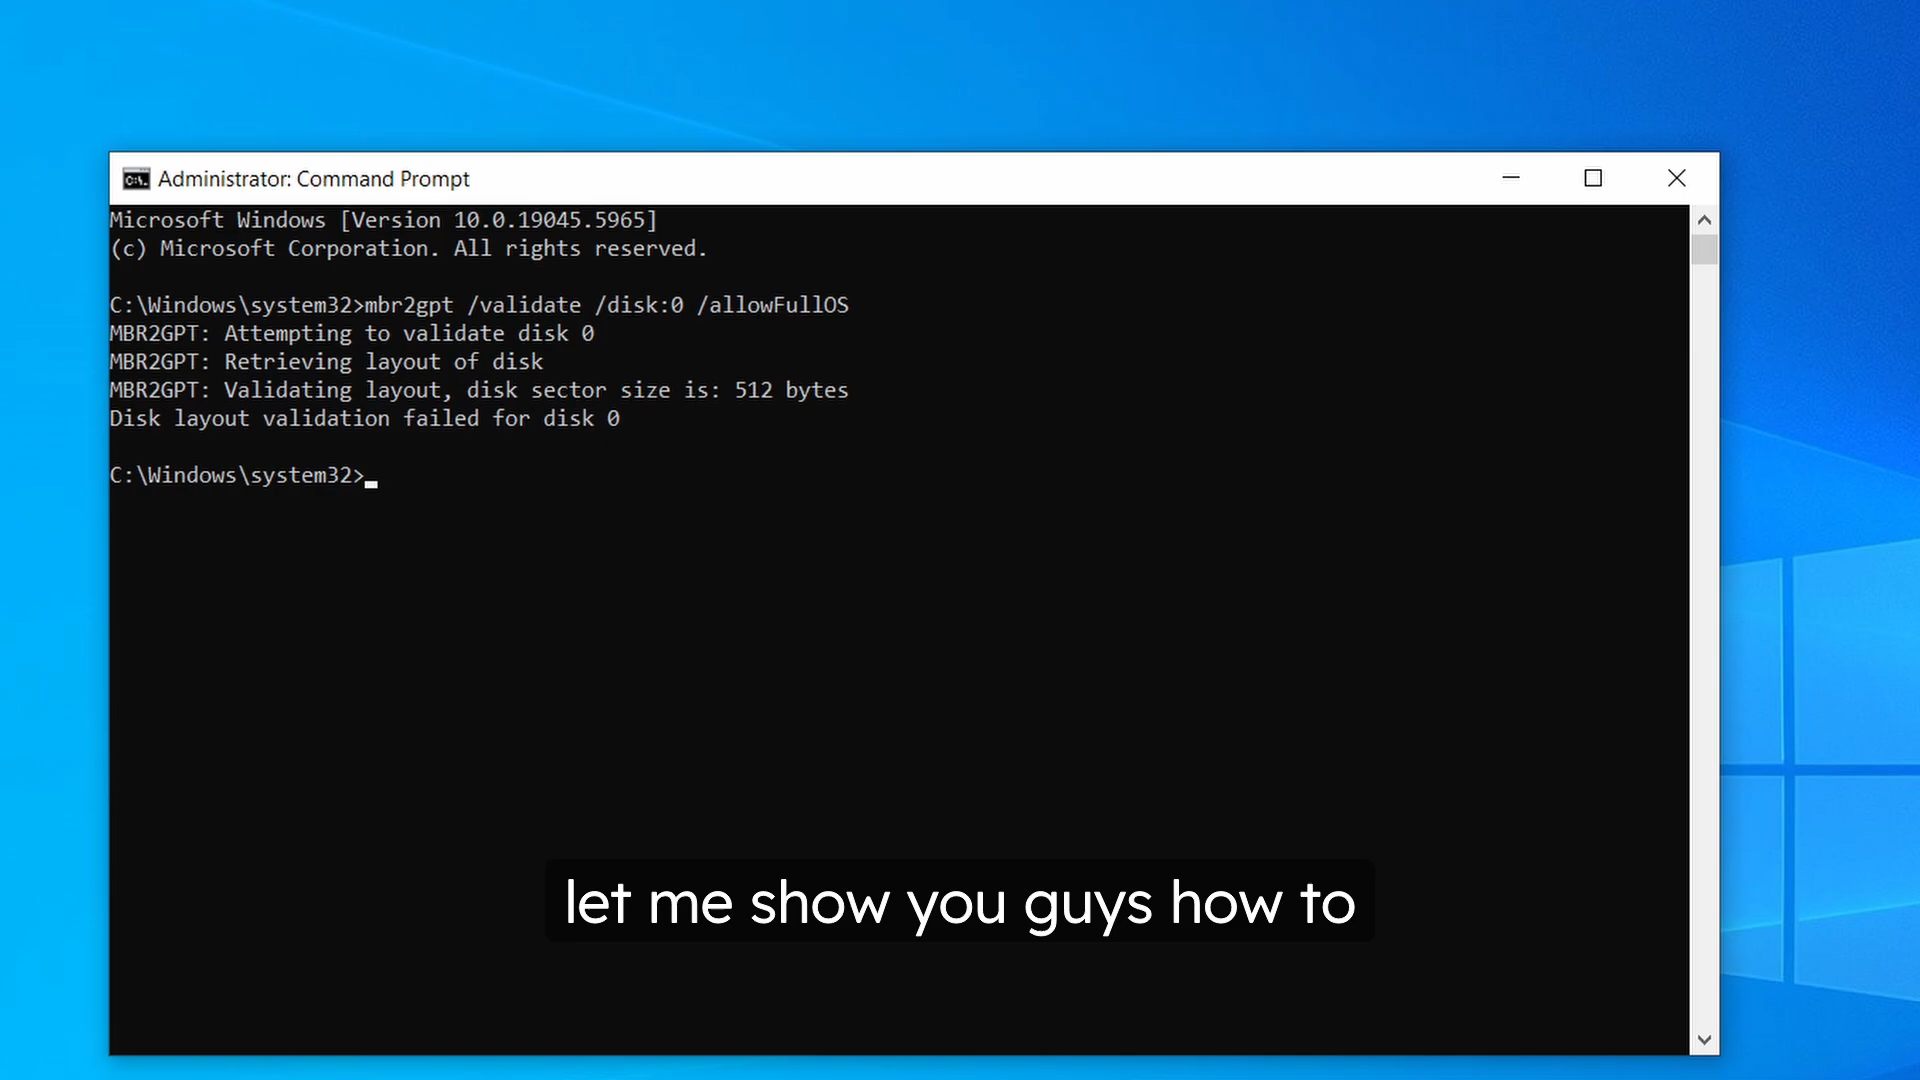 Administrator: Command Prompt
Microsoft Windows [Version 10.0.19045.5965]
(c) Microsoft Corporation. All rights reserved.
C:\Windows\system32>mbr2gpt /validate /disk:0 /allowFullOS
MBR2GPT: Attempting to validate disk 0
MBR2GPT: Retrieving layout of disk
MBR2GPT: Validating layout, disk sector size is: 512 bytes
Disk layout validation failed for disk 0
C:\Windows\system32>
let me show you guys how to